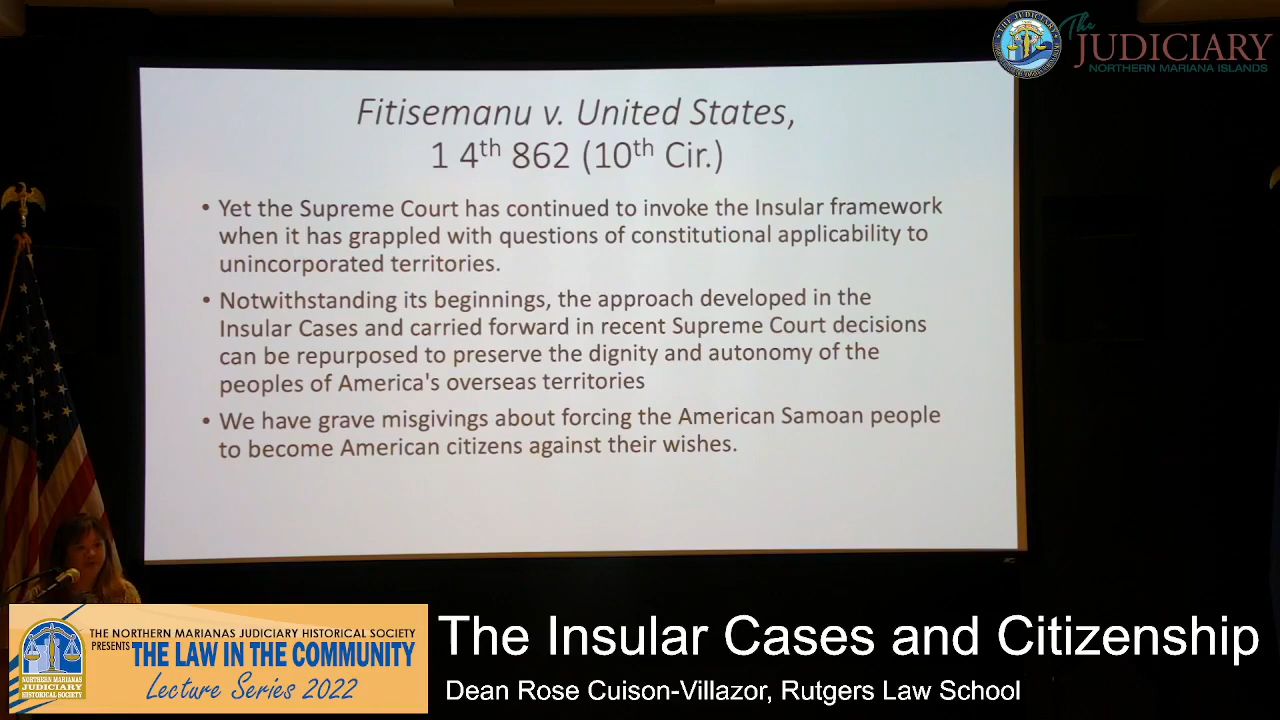 The
JUDICIARY
NORTHERN MARIANA ISLANDS
Fitisemanu v. United States,
1 4th 862 (10th Cir.)
• Yet the Supreme Court has continued to invoke the Insular framework
when it has grappled with questions of constitutional applicability to
unincorporated territories.
• Notwithstanding its beginnings, the approach developed in the
Insular Cases and carried forward in recent Supreme Court decisions
can be repurposed to preserve the dignity and autonomy of the
peoples of America's overseas territories
• We have grave misgivings about forcing the American Samoan people
to become American citizens against their wishes.
THE NORTHERN MARIANAS JUDICIARY HISTORICAL SOCIETY
PRESENTS THE LAW IN THE COMMUNITY
Lecture Series 2022
NORTHERN MARIANAS
JUDICIARY
HISTORICAL SOCIETY
The Insular Cases and Citizenship
Dean Rose Cuison-Villazor, Rutgers Law School